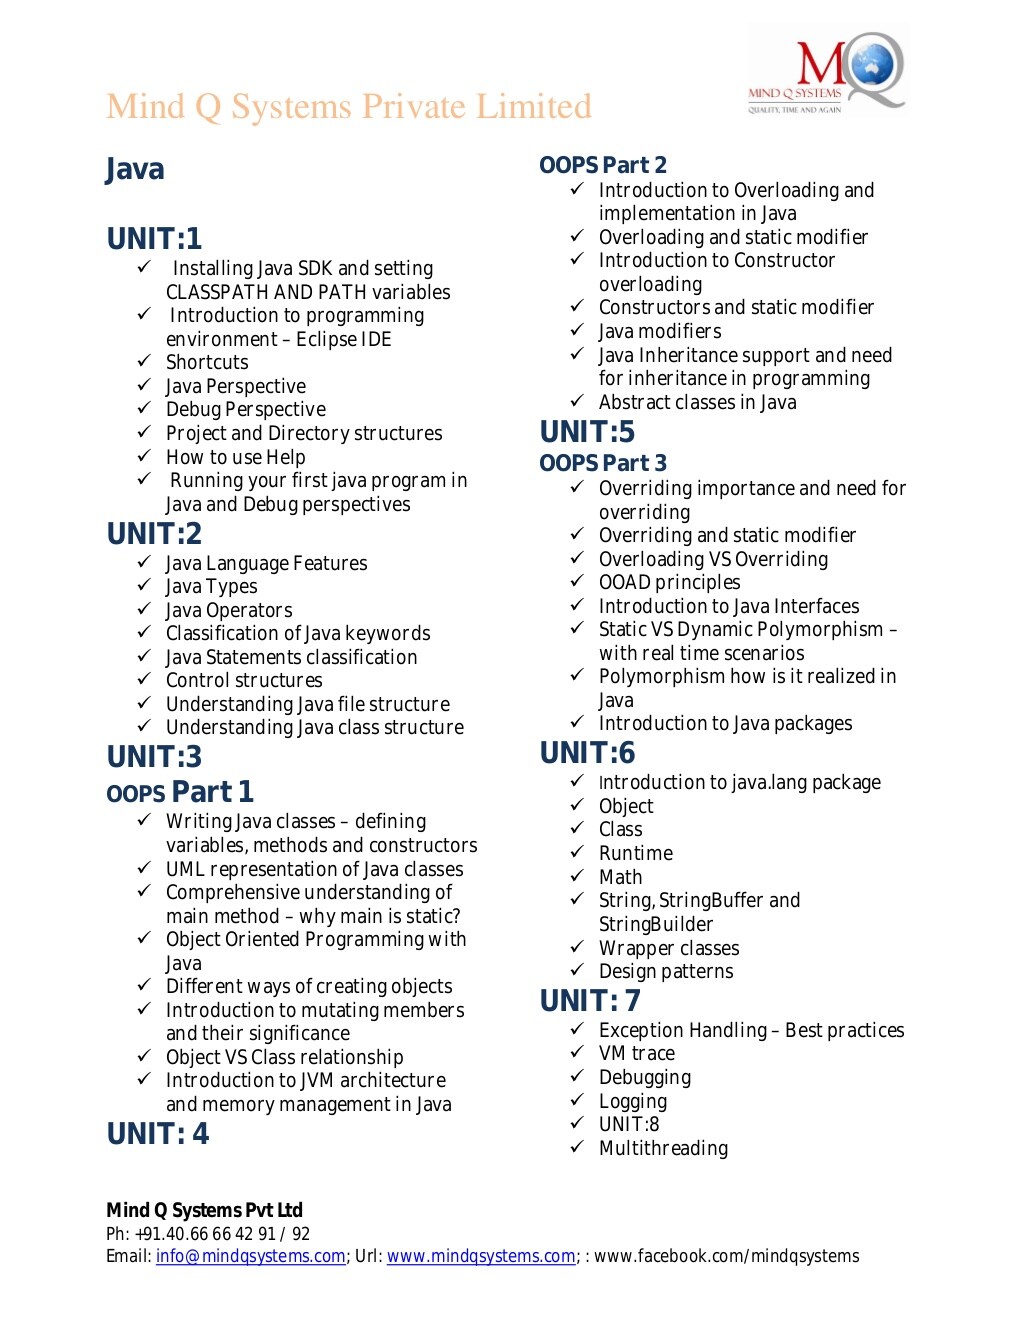 Mind Q Systems Private Limited
MQ
MIND Q SYSTEMS
QUALITY, TIME AND AGAIN
Java
UNIT:1
✓ Installing Java SDK and setting
CLASSPATH AND PATH variables
✓ Introduction to programming
environment – Eclipse IDE
✓ Shortcuts
✓ Java Perspective
✓ Debug Perspective
✓ Project and Directory structures
✓ How to use Help
✓ Running your first java program in
Java and Debug perspectives
UNIT:2
✓ Java Language Features
✓ Java Types
✓ Java Operators
✓ Classification of Java keywords
✓ Java Statements classification
✓ Control structures
✓ Understanding Java file structure
✓ Understanding Java class structure
UNIT:3
OOPS Part 1
✓ Writing Java classes – defining
variables, methods and constructors
✓ UML representation of Java classes
✓ Comprehensive understanding of
main method – why main is static?
✓ Object Oriented Programming with
Java
✓ Different ways of creating objects
✓ Introduction to mutating members
and their significance
✓ Object VS Class relationship
✓ Introduction to JVM architecture
and memory management in Java
UNIT: 4
OOPS Part 2
✓ Introduction to Overloading and
implementation in Java
✓ Overloading and static modifier
✓ Introduction to Constructor
overloading
✓ Constructors and static modifier
✓ Java modifiers
✓ Java Inheritance support and need
for inheritance in programming
✓ Abstract classes in Java
UNIT:5
OOPS Part 3
✓ Overriding importance and need for
overriding
✓ Overriding and static modifier
✓ Overloading VS Overriding
✓ OOAD principles
✓ Introduction to Java Interfaces
✓ Static VS Dynamic Polymorphism –
with real time scenarios
✓ Polymorphism how is it realized in
Java
✓ Introduction to Java packages
UNIT:6
✓ Introduction to java.lang package
✓ Object
✓ Class
✓ Runtime
✓ Math
✓ String, StringBuffer and
StringBuilder
✓ Wrapper classes
✓ Design patterns
UNIT: 7
✓ Exception Handling – Best practices
✓ VM trace
✓ Debugging
✓ Logging
✓ UNIT:8
✓ Multithreading
Mind Q Systems Pvt Ltd
Ph: +91.40.66 66 42 91 / 92
Email: info@mindqsystems.com; Url: www.mindqsystems.com; : www.facebook.com/mindqsystems